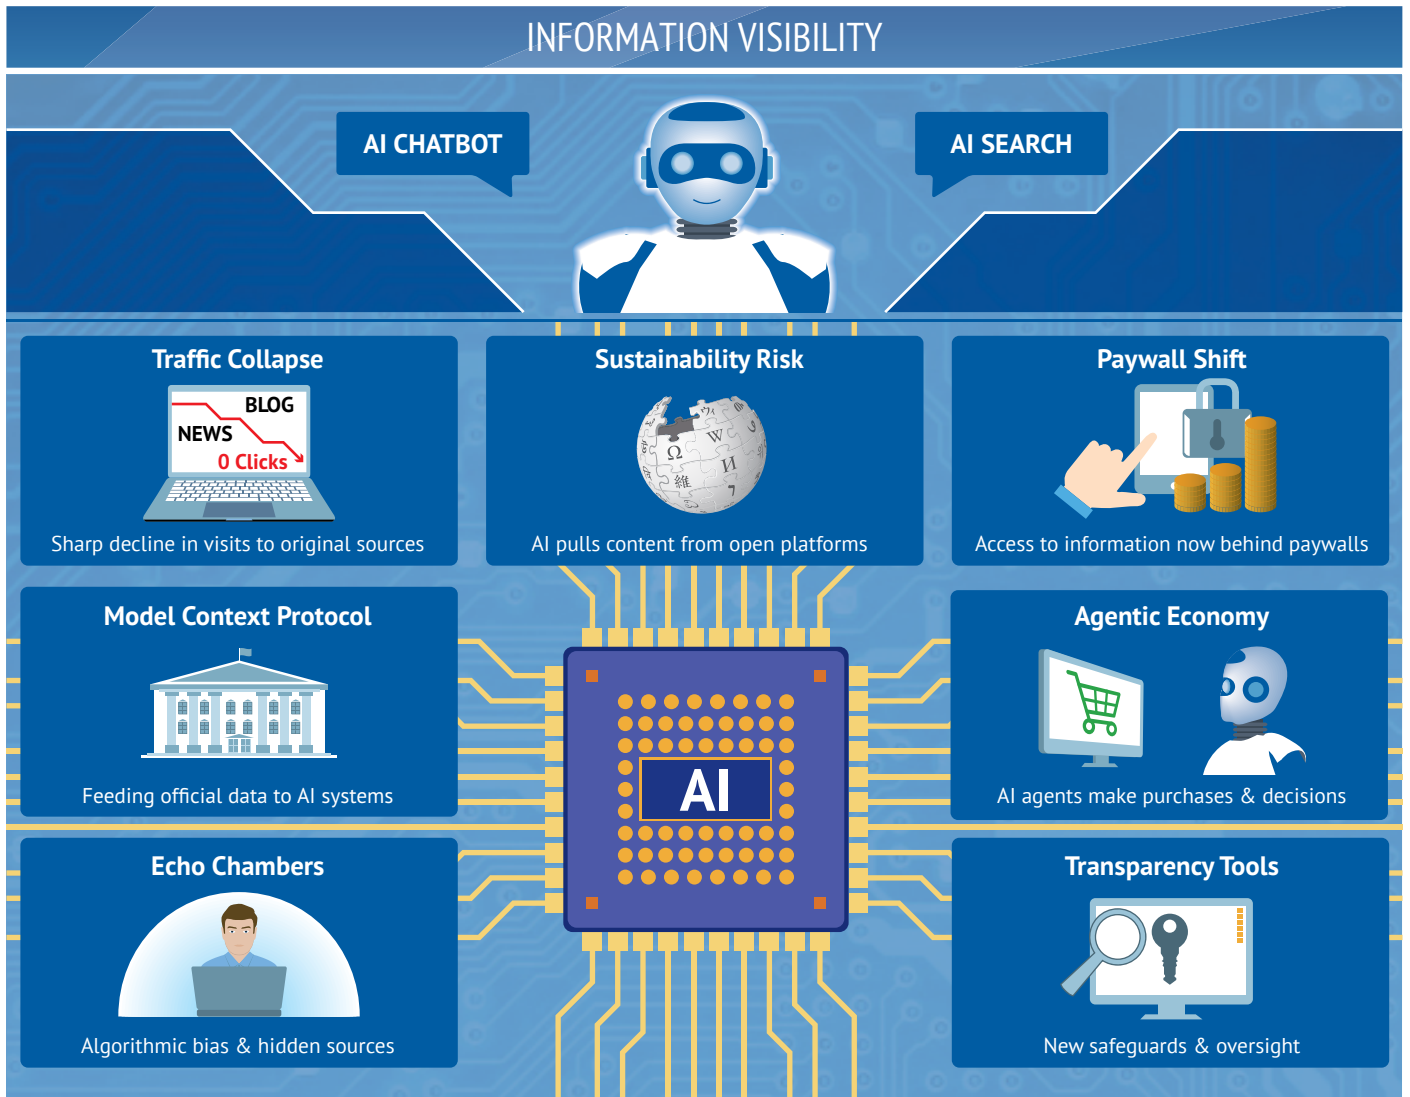 INFORMATION VISIBILITY
AI CHATBOT
AI SEARCH
Traffic Collapse
BLOG
NEWS
0 Clicks
Sharp decline in visits to original sources
Sustainability Risk
Ω
W
И
維
7
AI pulls content from open platforms
Paywall Shift
Access to information now behind paywalls
Model Context Protocol
Feeding official data to AI systems
AI
Agentic Economy
AI agents make purchases & decisions
Echo Chambers
Algorithmic bias & hidden sources
Transparency Tools
New safeguards & oversight